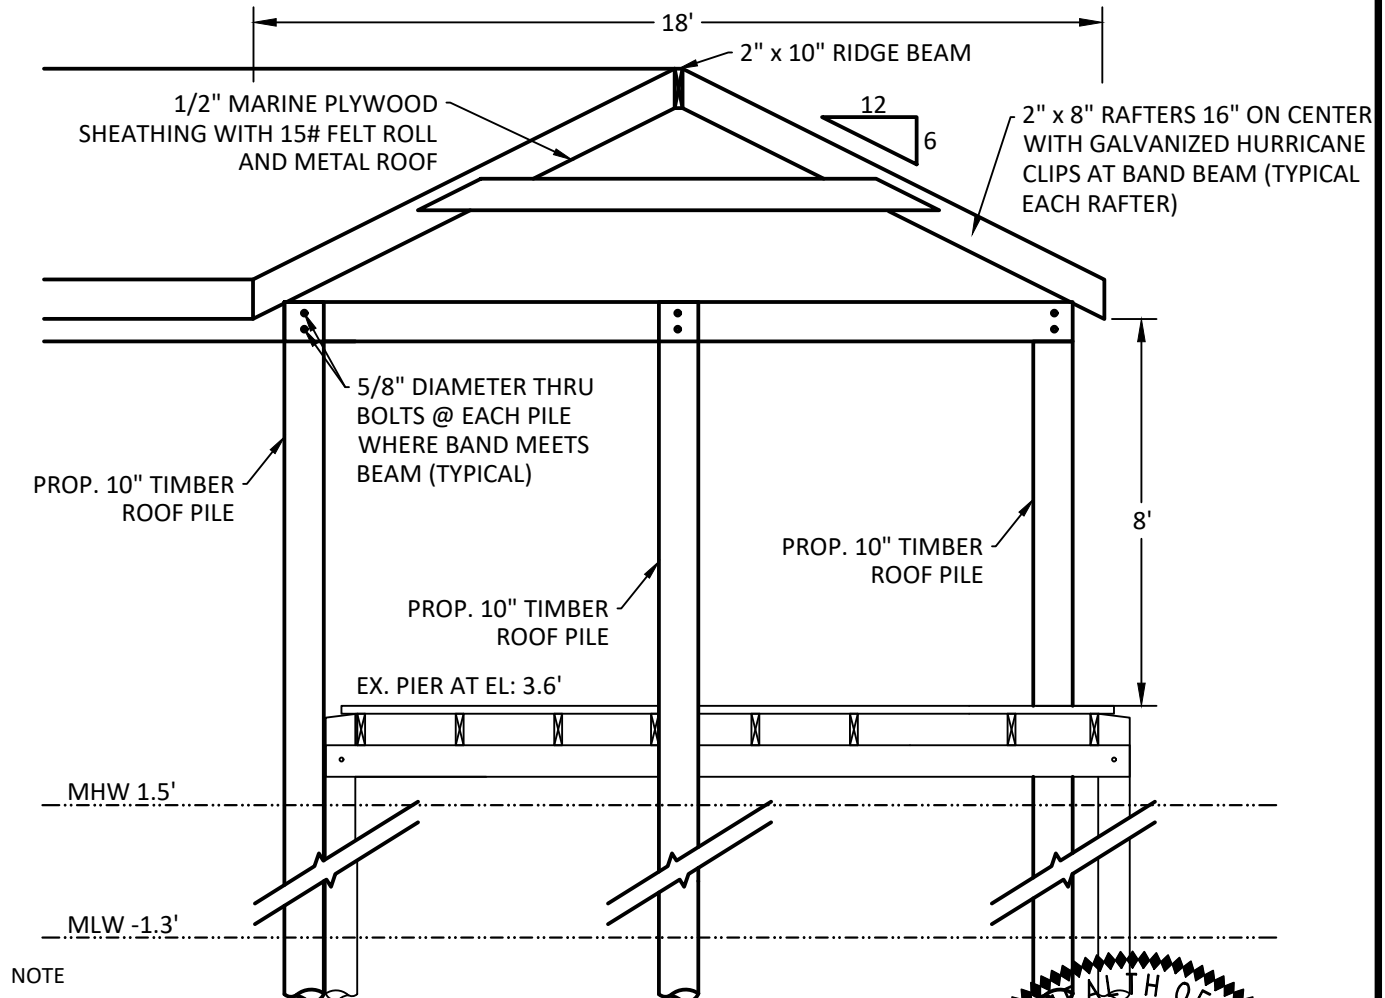 18'
2" x 10" RIDGE BEAM
1/2" MARINE PLYWOOD
SHEATHING WITH 15# FELT ROLL
AND METAL ROOF
12
6
2" x 8" RAFTERS 16" ON CENTER
WITH GALVANIZED HURRICANE
CLIPS AT BAND BEAM (TYPICAL
EACH RAFTER)
5/8" DIAMETER THRU
BOLTS @ EACH PILE
WHERE BAND MEETS
BEAM (TYPICAL)
PROP. 10" TIMBER
ROOF PILE
PROP. 10" TIMBER
ROOF PILE
PROP. 10" TIMBER
ROOF PILE
8'
EX. PIER AT EL: 3.6'
MHW 1.5'
MLW -1.3'
NOTE
ALTH OF